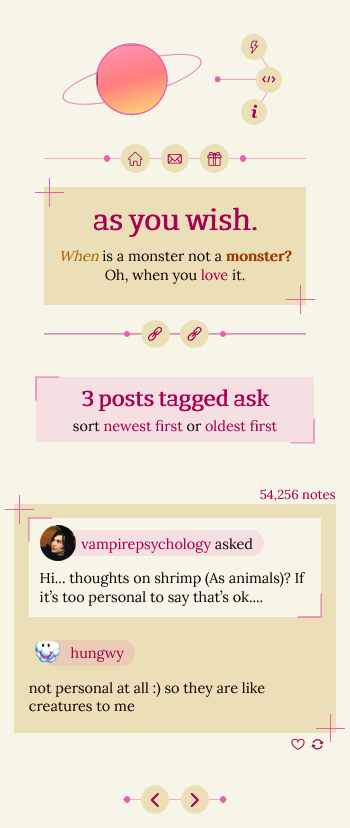 as you wish.
When is a monster not a monster?
Oh, when you love it.
3 posts tagged ask
sort newest first or oldest first
54,256 notes
vampirepsychology asked
Hi... thoughts on shrimp (As animals)? If
it's too personal to say that's ok....
hungwy
not personal at all :) so they are like
creatures to me